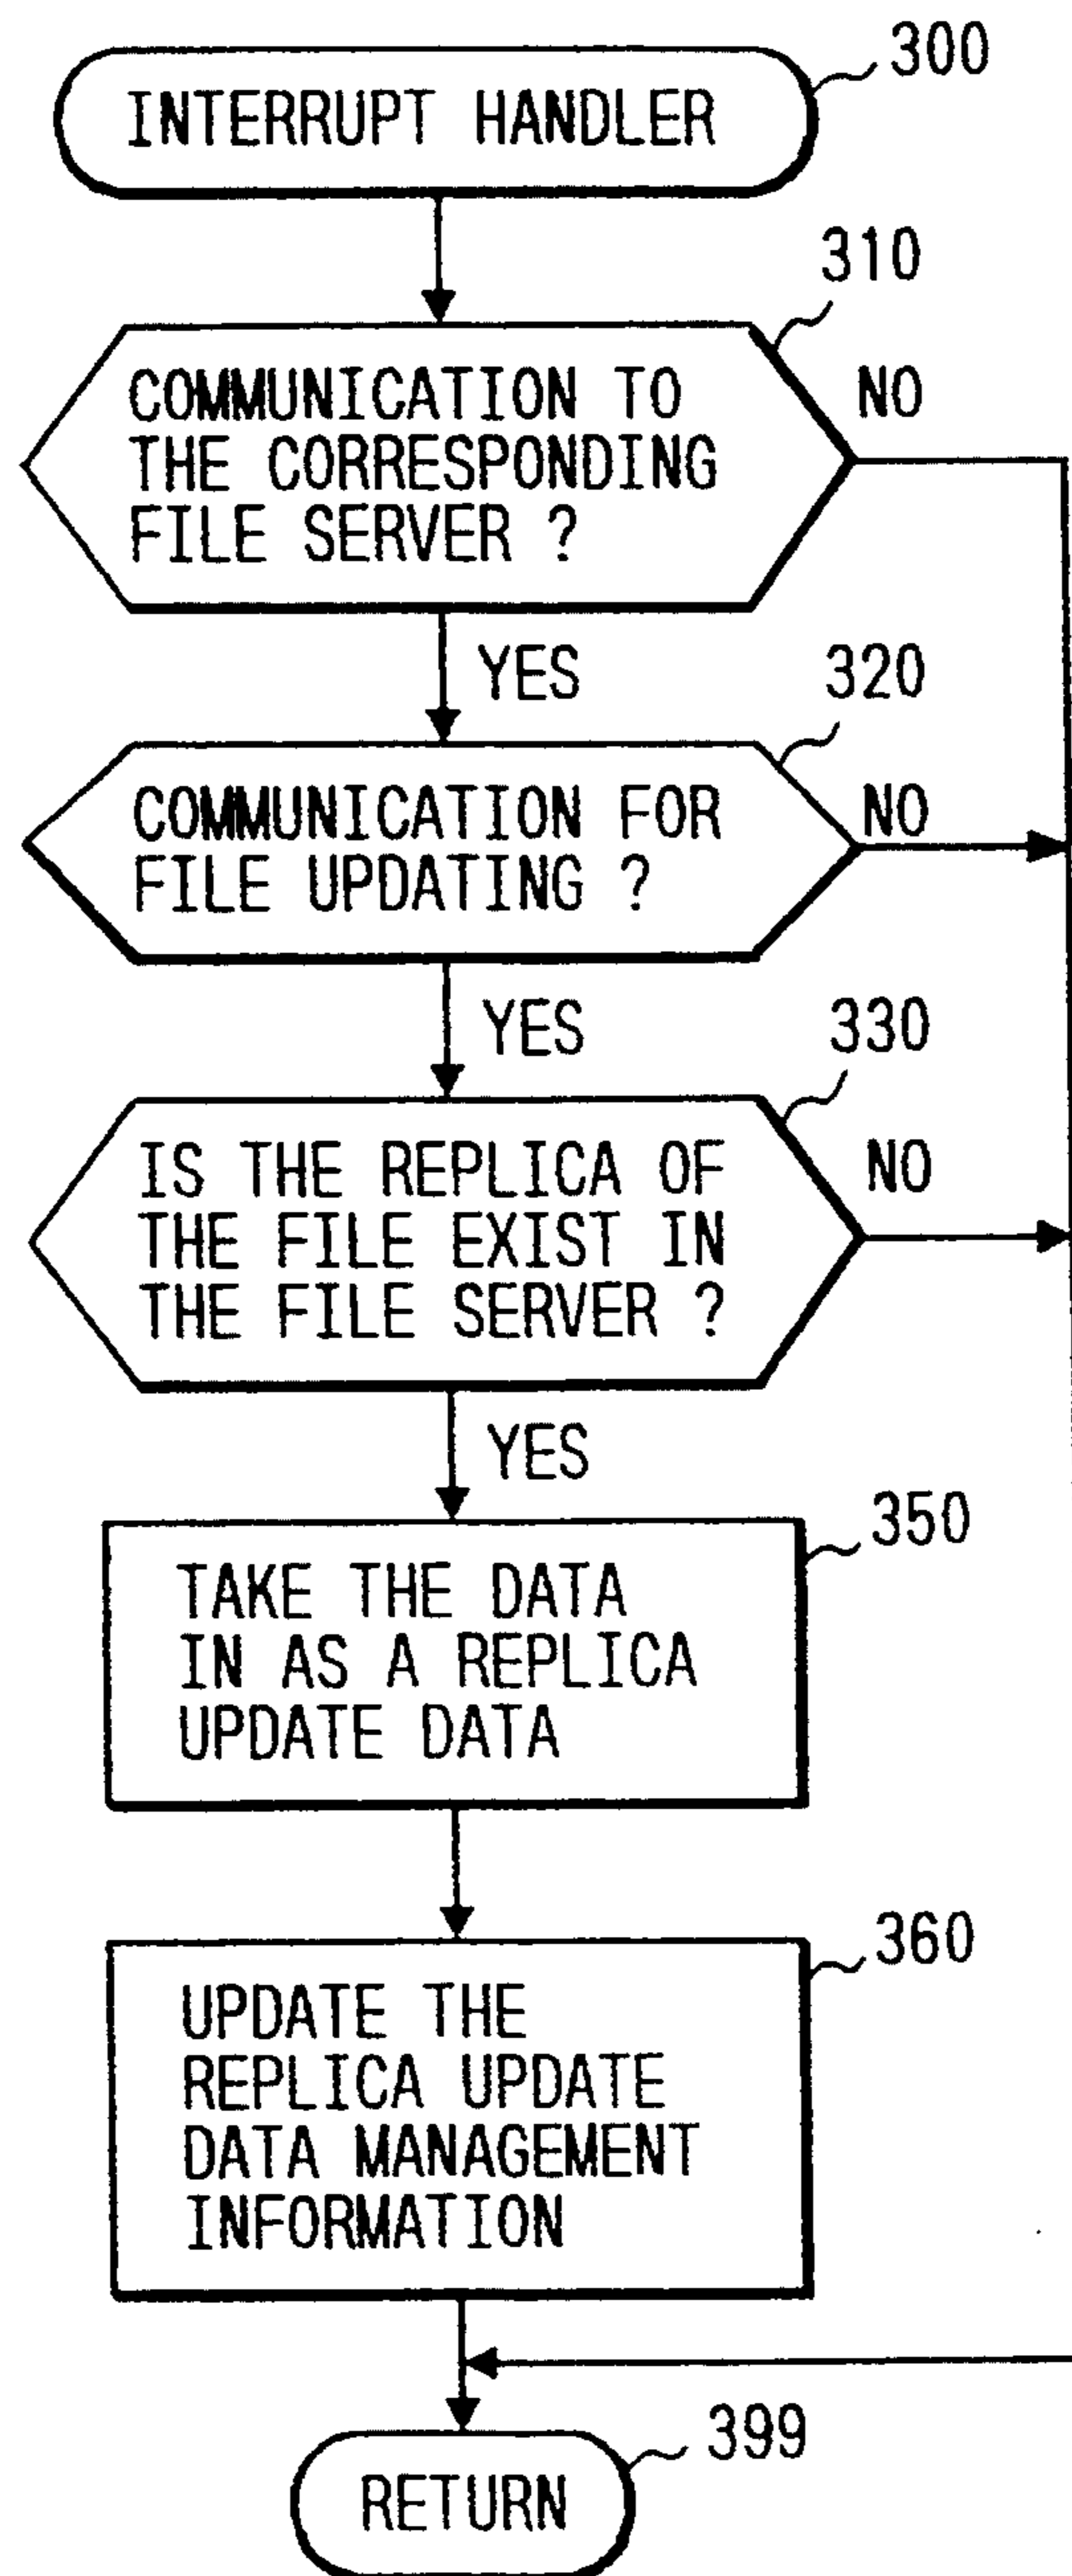 300
INTERRUPT HANDLER
310
COMMUNICATION TO
THE CORRESPONDING
FILE SERVER ?
NO
YES
320
COMMUNICATION FOR
FILE UPDATING ?
NO
YES
330
IS THE REPLICA OF
THE FILE EXIST IN
THE FILE SERVER ?
NO
YES
350
TAKE THE DATA
IN AS A REPLICA
UPDATE DATA
360
UPDATE THE
REPLICA UPDATE
DATA MANAGEMENT
INFORMATION
399
RETURN